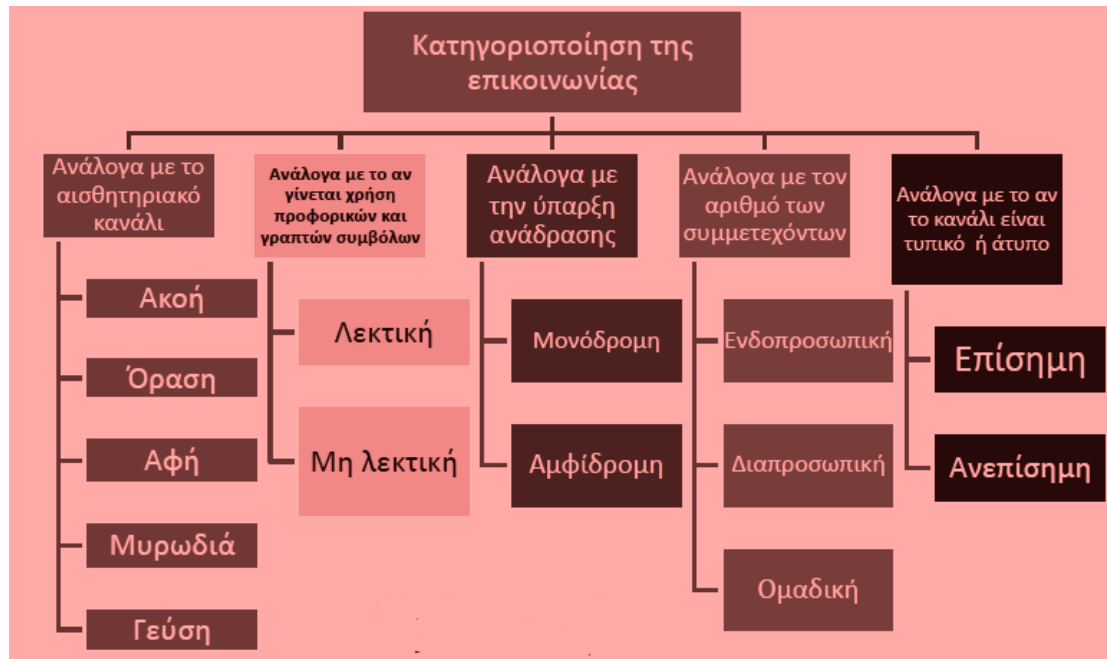 Κατηγοριοποίηση της
επικοινωνίας
Ανάλογα με το
αισθητηριακό
κανάλι
Ακοή
Όραση
Αφή
Μυρωδιά
Γεύση
Ανάλογα με το αν
γίνεται χρήση
προφορικών και
γραπτών συμβόλων
Λεκτική
Μη λεκτική
Ανάλογα με
την ύπαρξη
ανάδρασης
Μονόδρομη
Αμφίδρομη
Ανάλογα με τον
αριθμό των
συμμετεχόντων
Ενδοπροσωπική
Διαπροσωπική
Ομαδική
Ανάλογα με το αν
το κανάλι είναι
τυπικό ή άτυπο
Επίσημη
Ανεπίσημη